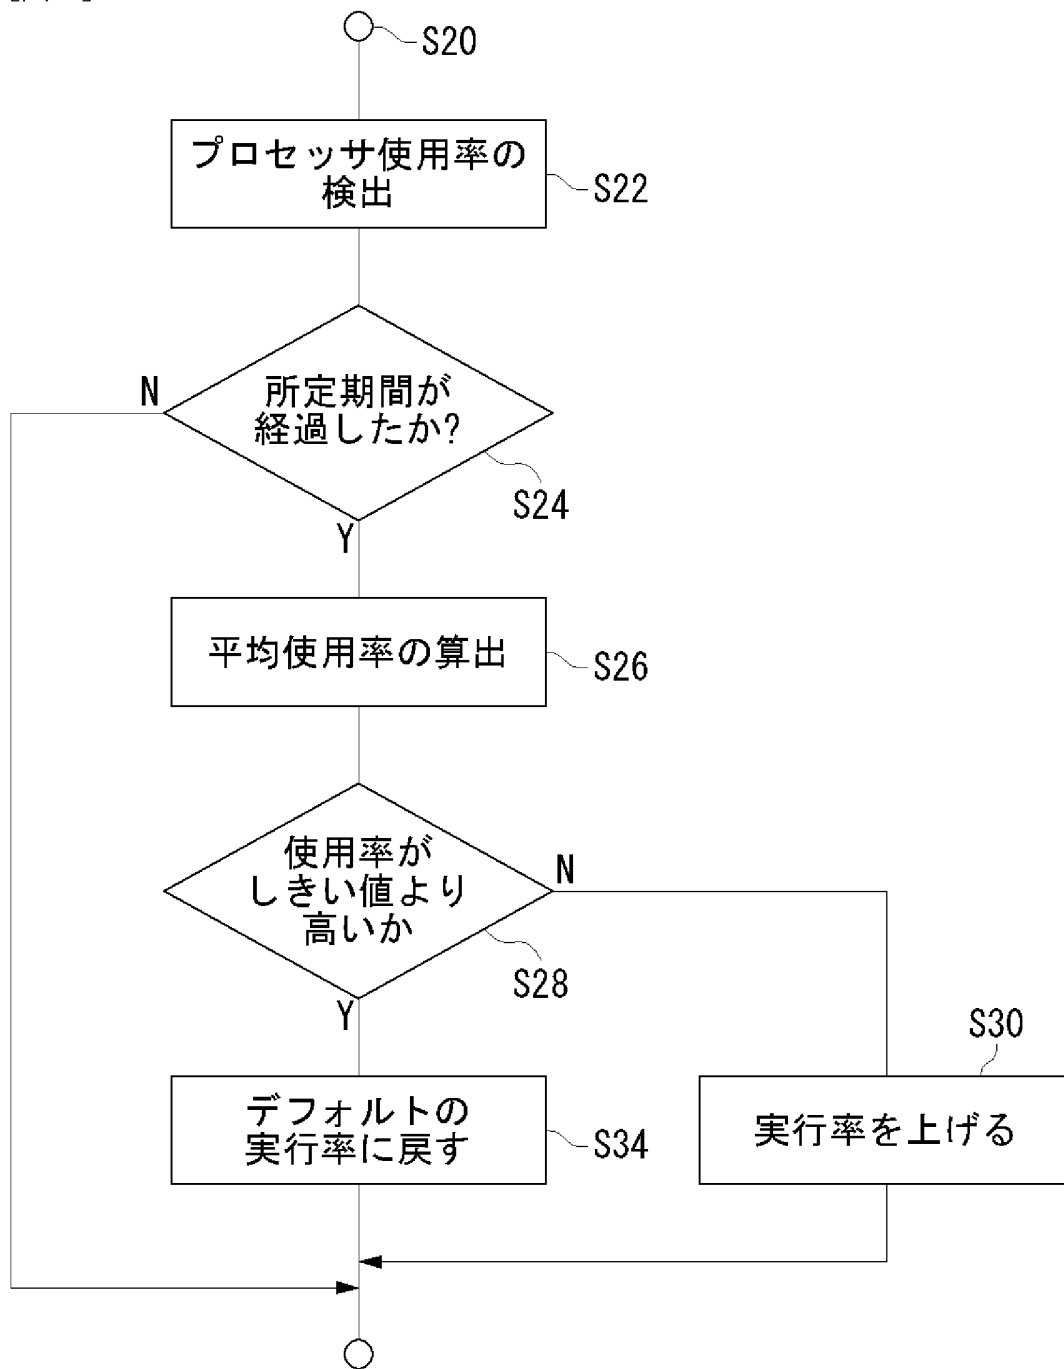 S20
プロセッサ使用率の
検出
S22
N
所定期間が
経過したか?
S24
Y
平均使用率の算出
S26
使用率が
しきい値より
高いか
N
S28
Y
S30
デフォルトの
実行率に戻す
S34
実行率を上げる